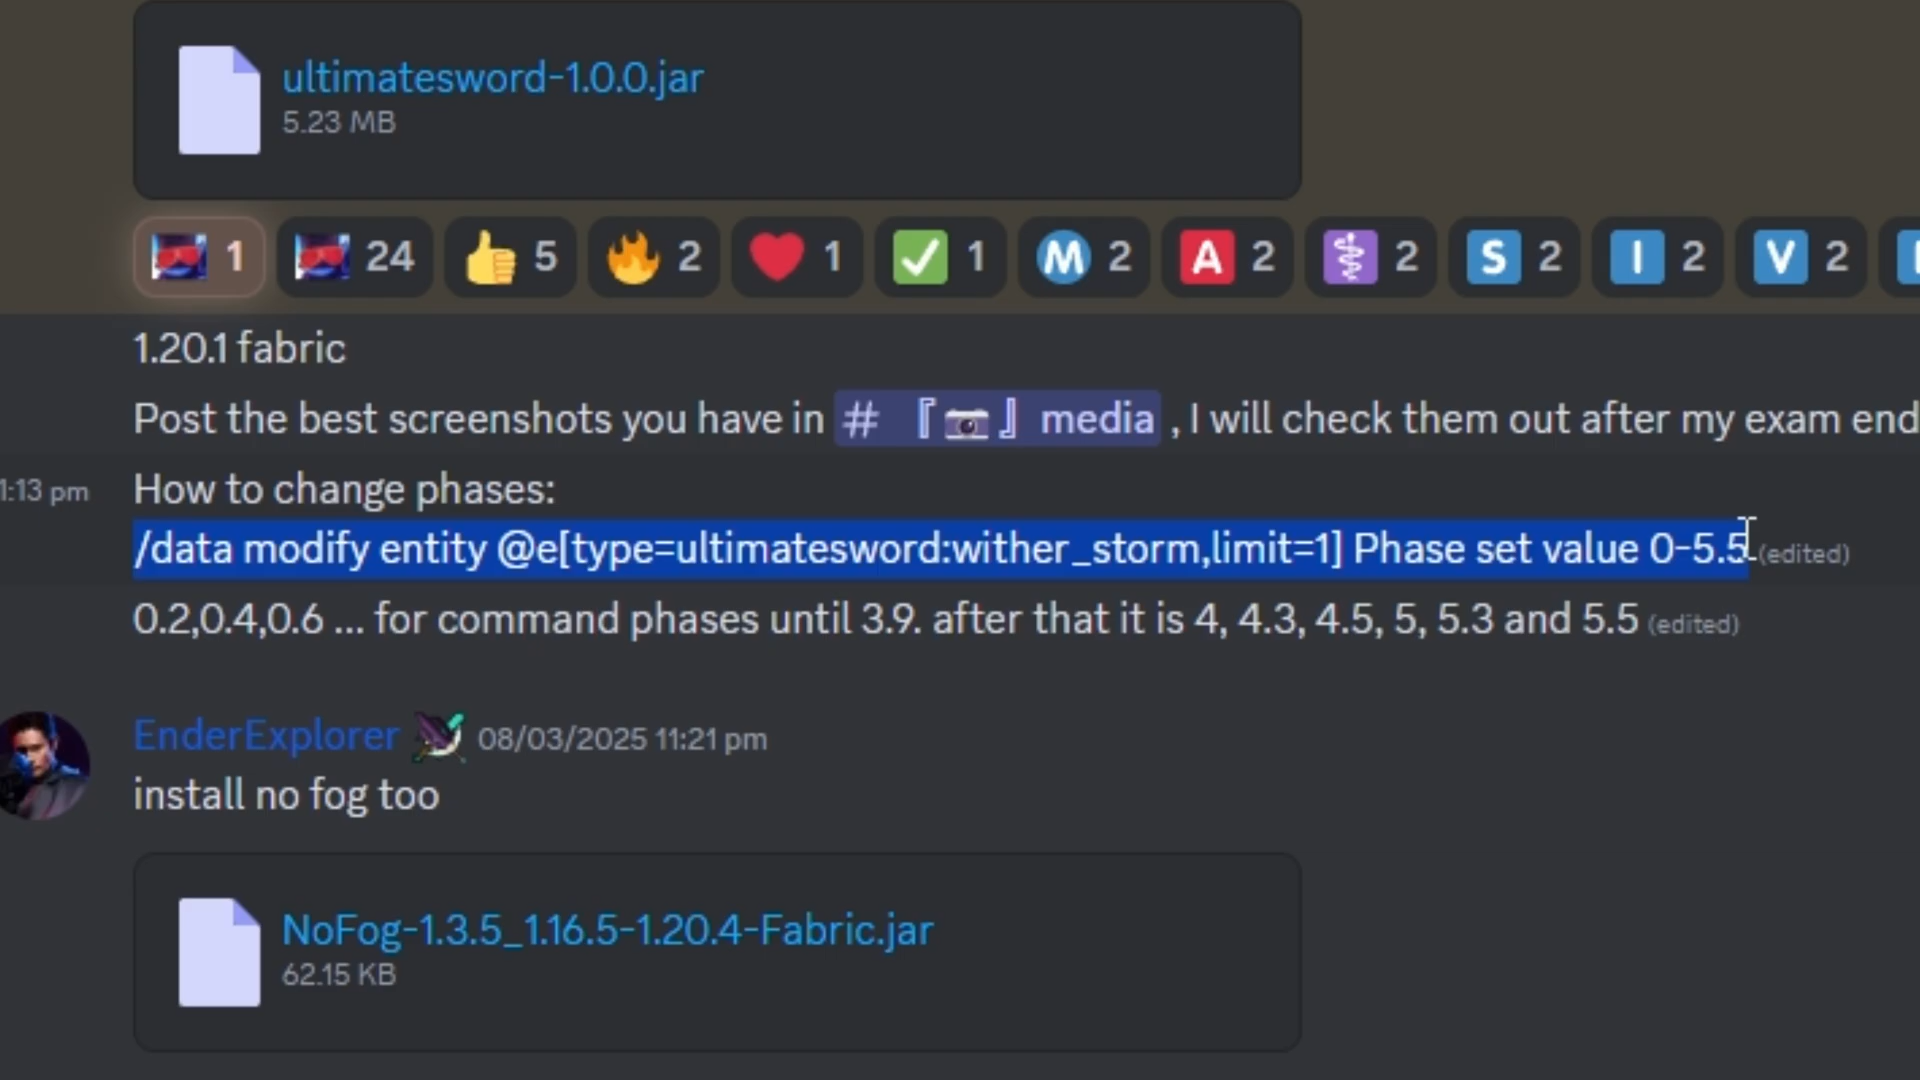 ultimatesword-1.0.0.jar
5.23 MB
1 24 5 2 1 1 M 2 A 2 2 S 2 I 2 V 2
1.20.1 fabric
Post the best screenshots you have in # 『📷』 media , I will check them out after my exam end
1:13 pm How to change phases:
/data modify entity @e[type=ultimatesword:wither_storm,limit=1] Phase set value 0-5.5 (edited)
0.2,0.4,0.6 ... for command phases until 3.9. after that it is 4, 4.3, 4.5, 5, 5.3 and 5.5 (edited)
EnderExplorer 08/03/2025 11:21 pm
install no fog too
NoFog-1.3.5_1.16.5-1.20.4-Fabric.jar
62.15 KB